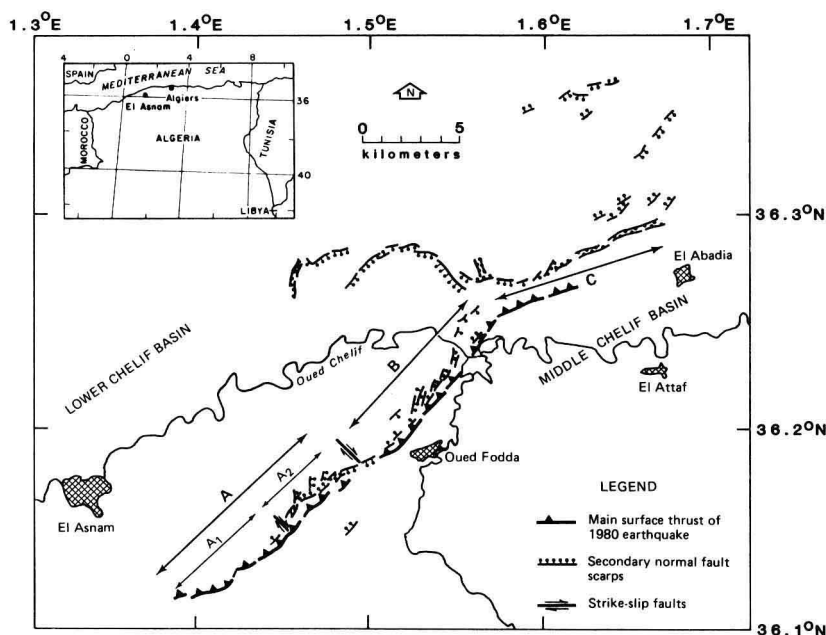 1.3°E 1.4°E 1.5°E 1.6°E 1.7°E
4 0 4 8
SPAIN
MEDITERRANEAN SEA
Algiers
El Asnam
36
MOROCCO
ALGERIA
TUNISIA
40
LIBYA
N
0 5
kilometers
36.3°N
El Abadia
C
LOWER CHELIF BASIN
Oued Chelif
B
MIDDLE CHELIF BASIN
El Attaf
36.2°N
A
A2
Oued Fodda
El Asnam
A1
LEGEND
Main surface thrust of
1980 earthquake
Secondary normal fault
scarps
Strike-slip faults
36.1°N